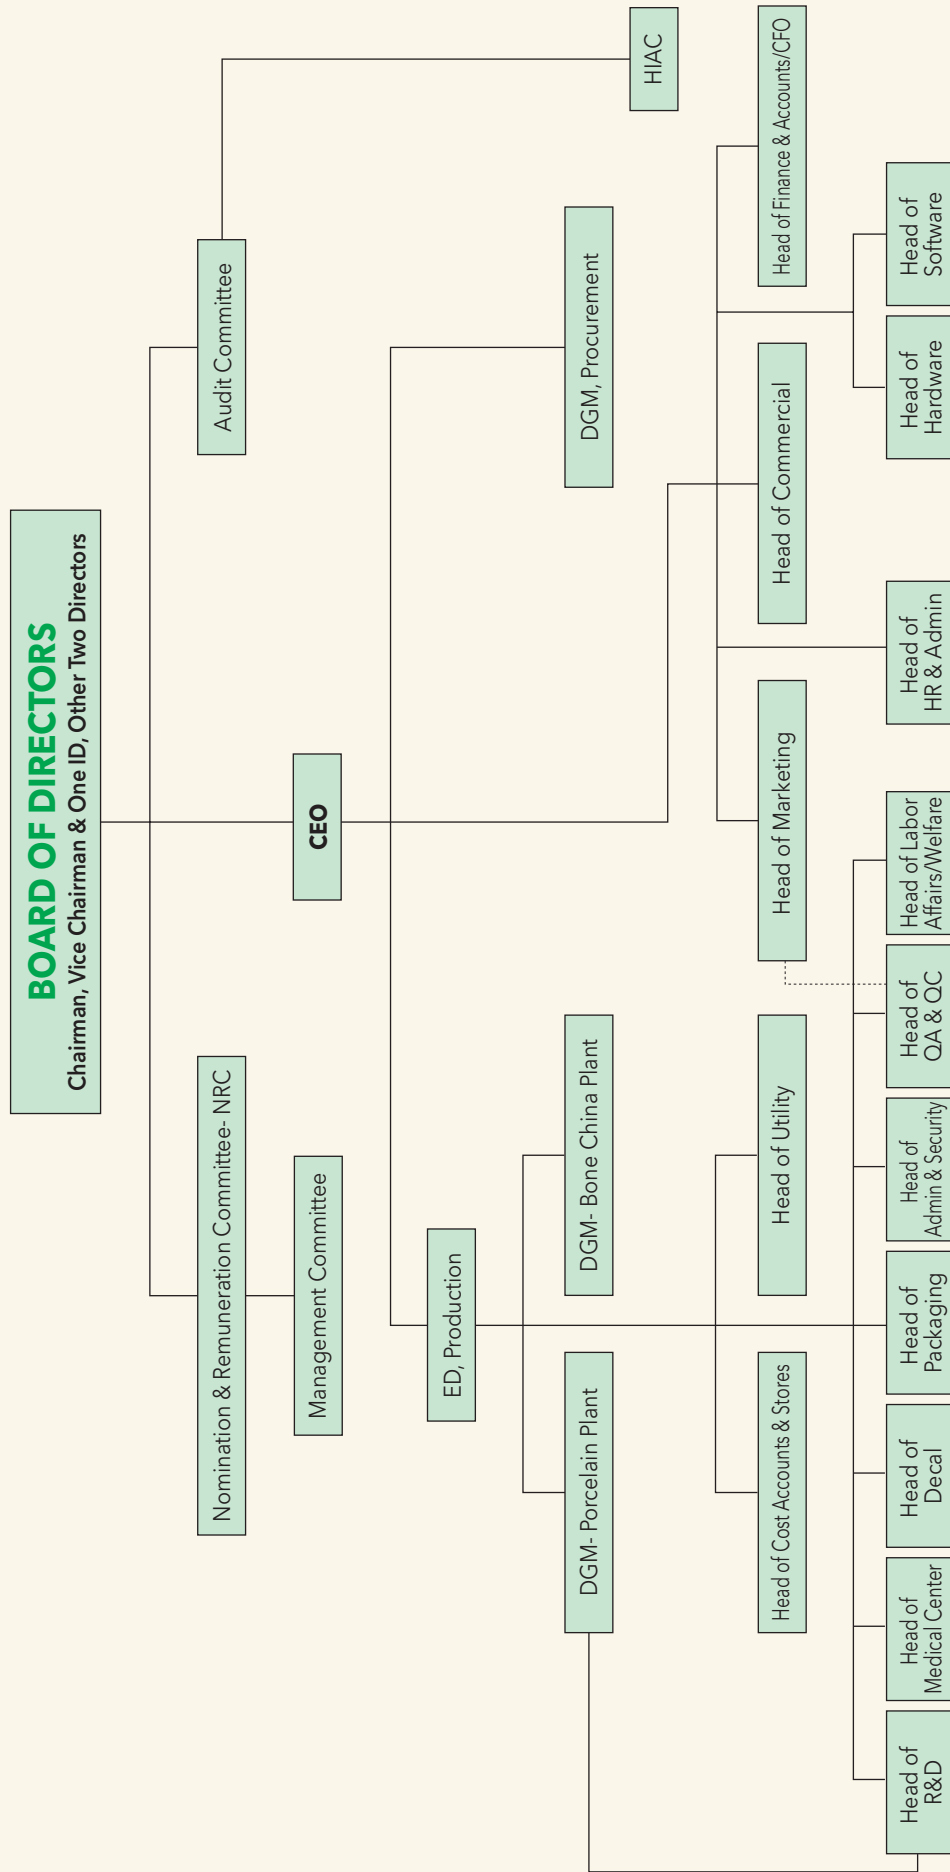 BOARD OF DIRECTORS
Chairman, Vice Chairman & One ID, Other Two Directors
Nomination & Remuneration Committee- NRC
Audit Committee
Management Committee
CEO
HIAC
ED, Production
DGM- Porcelain Plant
DGM- Bone China Plant
DGM, Procurement
Head of Cost Accounts & Stores
Head of Utility
Head of Marketing
Head of Commercial
Head of Finance & Accounts/CFO
Head of
R&D
Head of
Medical Center
Head of
Decal
Head of
Packaging
Head of
Admin & Security
Head of
QA & QC
Head of Labor
Affairs/Welfare
Head of
HR & Admin
Head of
Hardware
Head of
Software